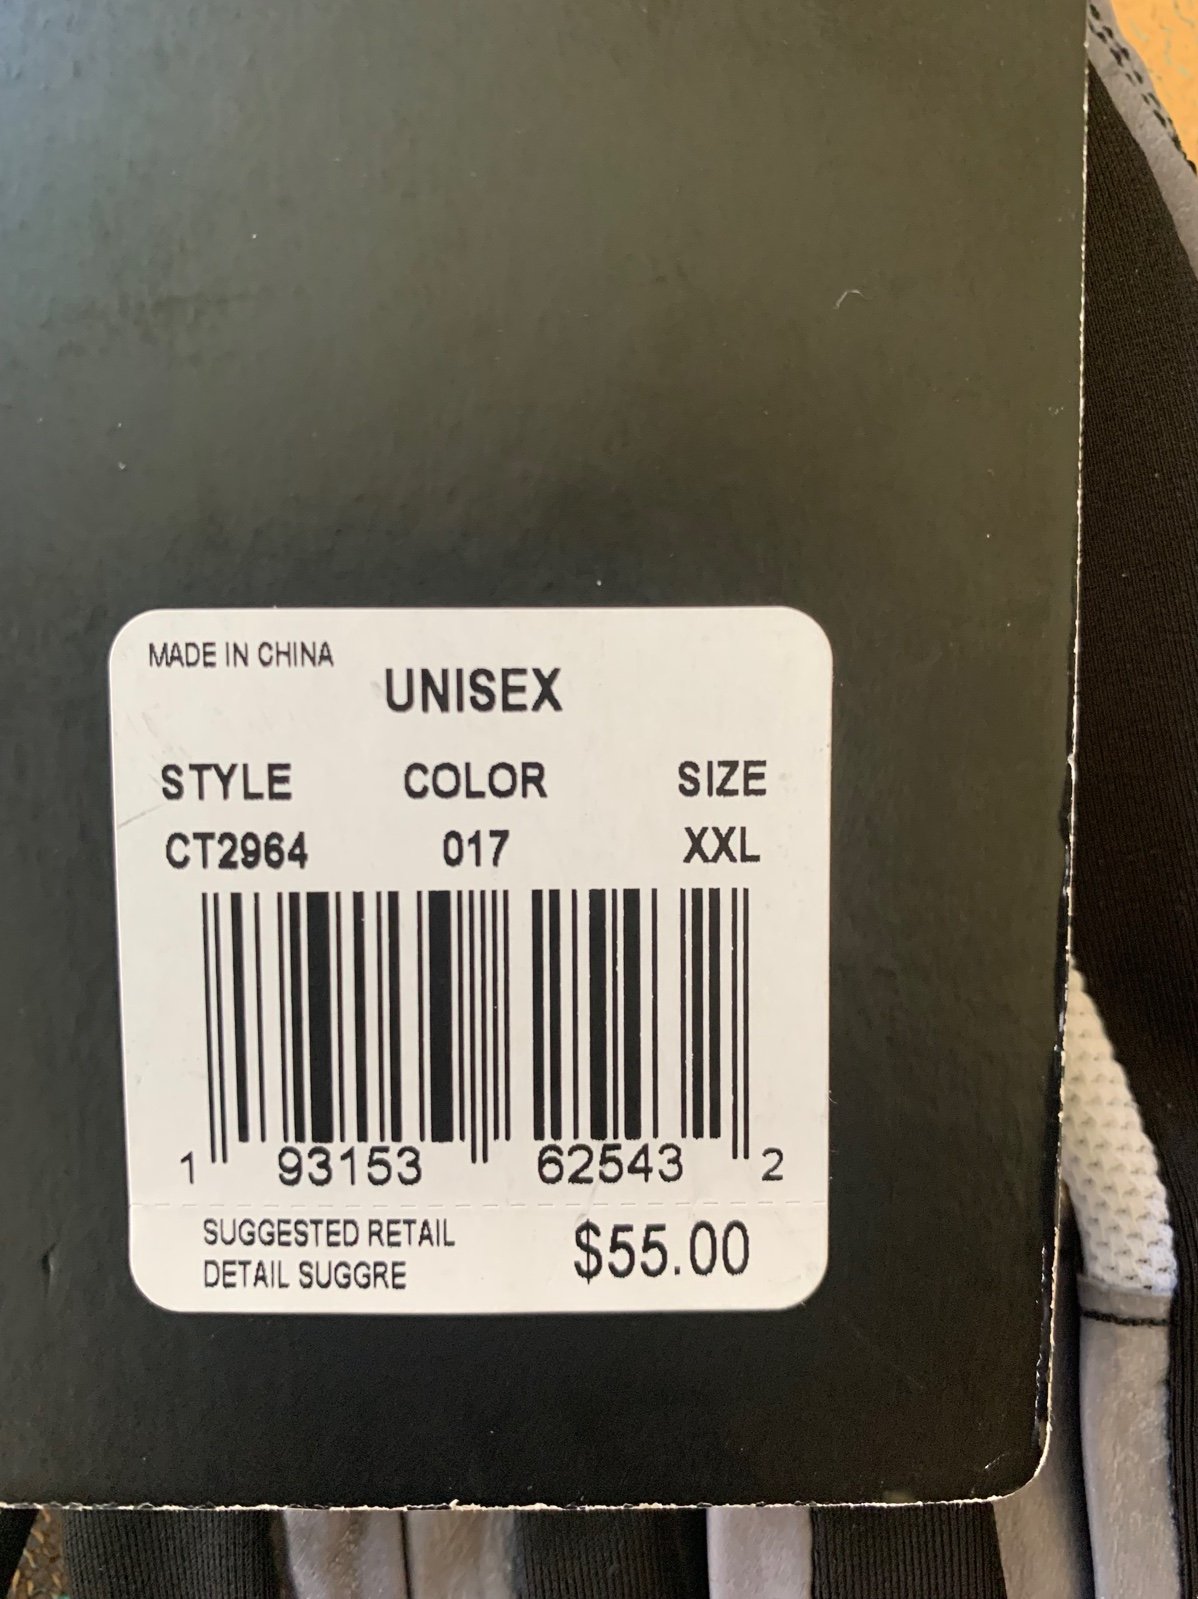 MADE IN CHINA
UNISEX
STYLE COLOR SIZE
CT2964 017 XXL
1 93153 62543 2
SUGGESTED RETAIL $55.00
DETAIL SUGGRE